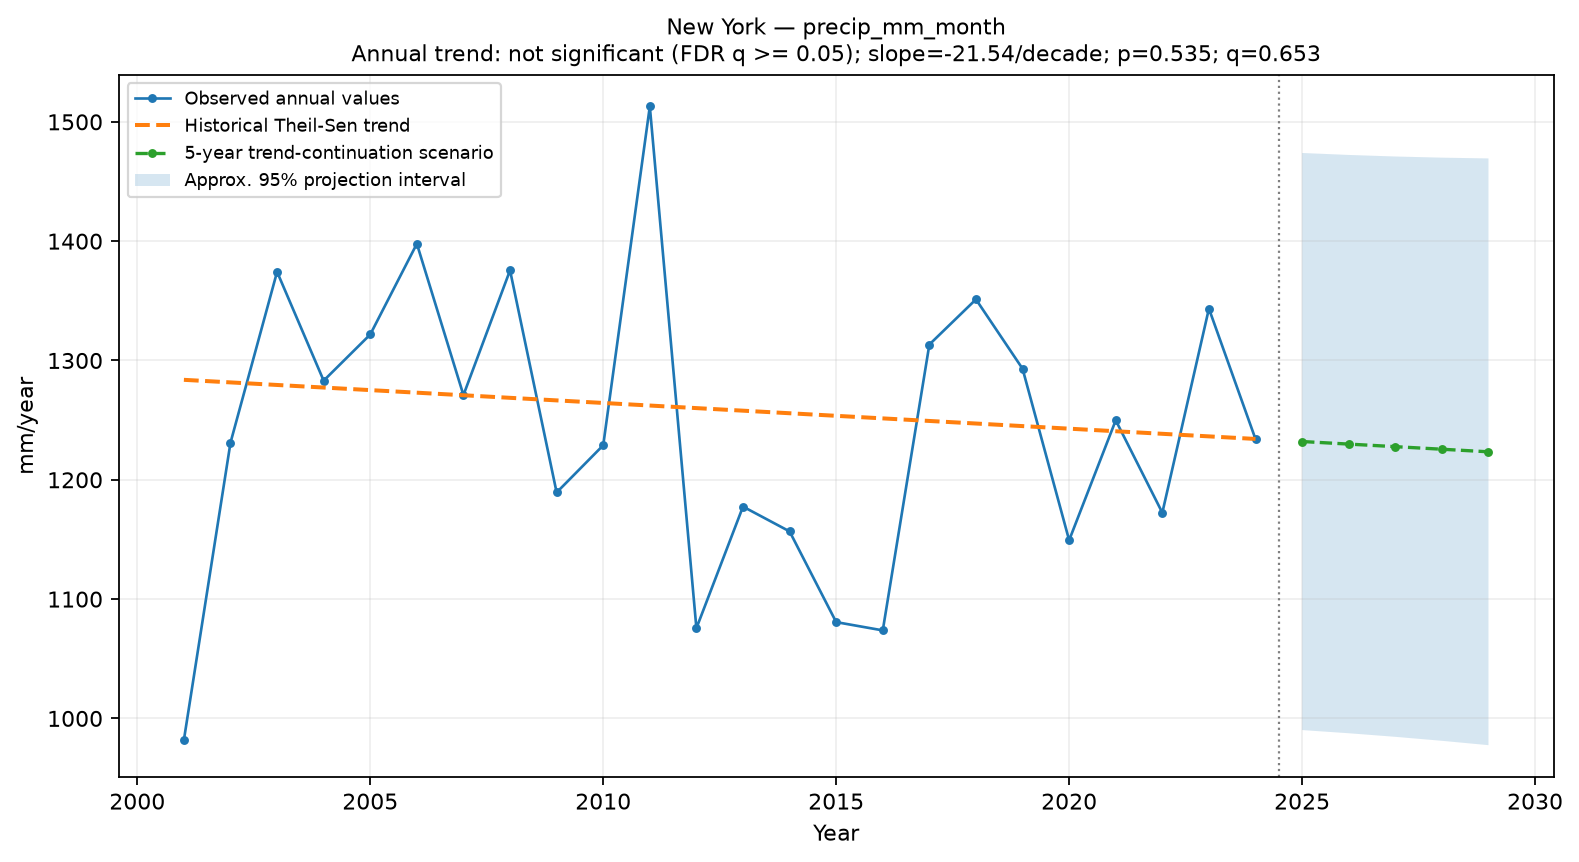 New York — precip_mm_month
Annual trend: not significant (FDR q >= 0.05); slope=-21.54/decade; p=0.535; q=0.653
Observed annual values
Historical Theil-Sen trend
5-year trend-continuation scenario
Approx. 95% projection interval
mm/year
1500
1400
1300
1200
1100
1000
2000
2005
2010
2015
2020
2025
2030
Year